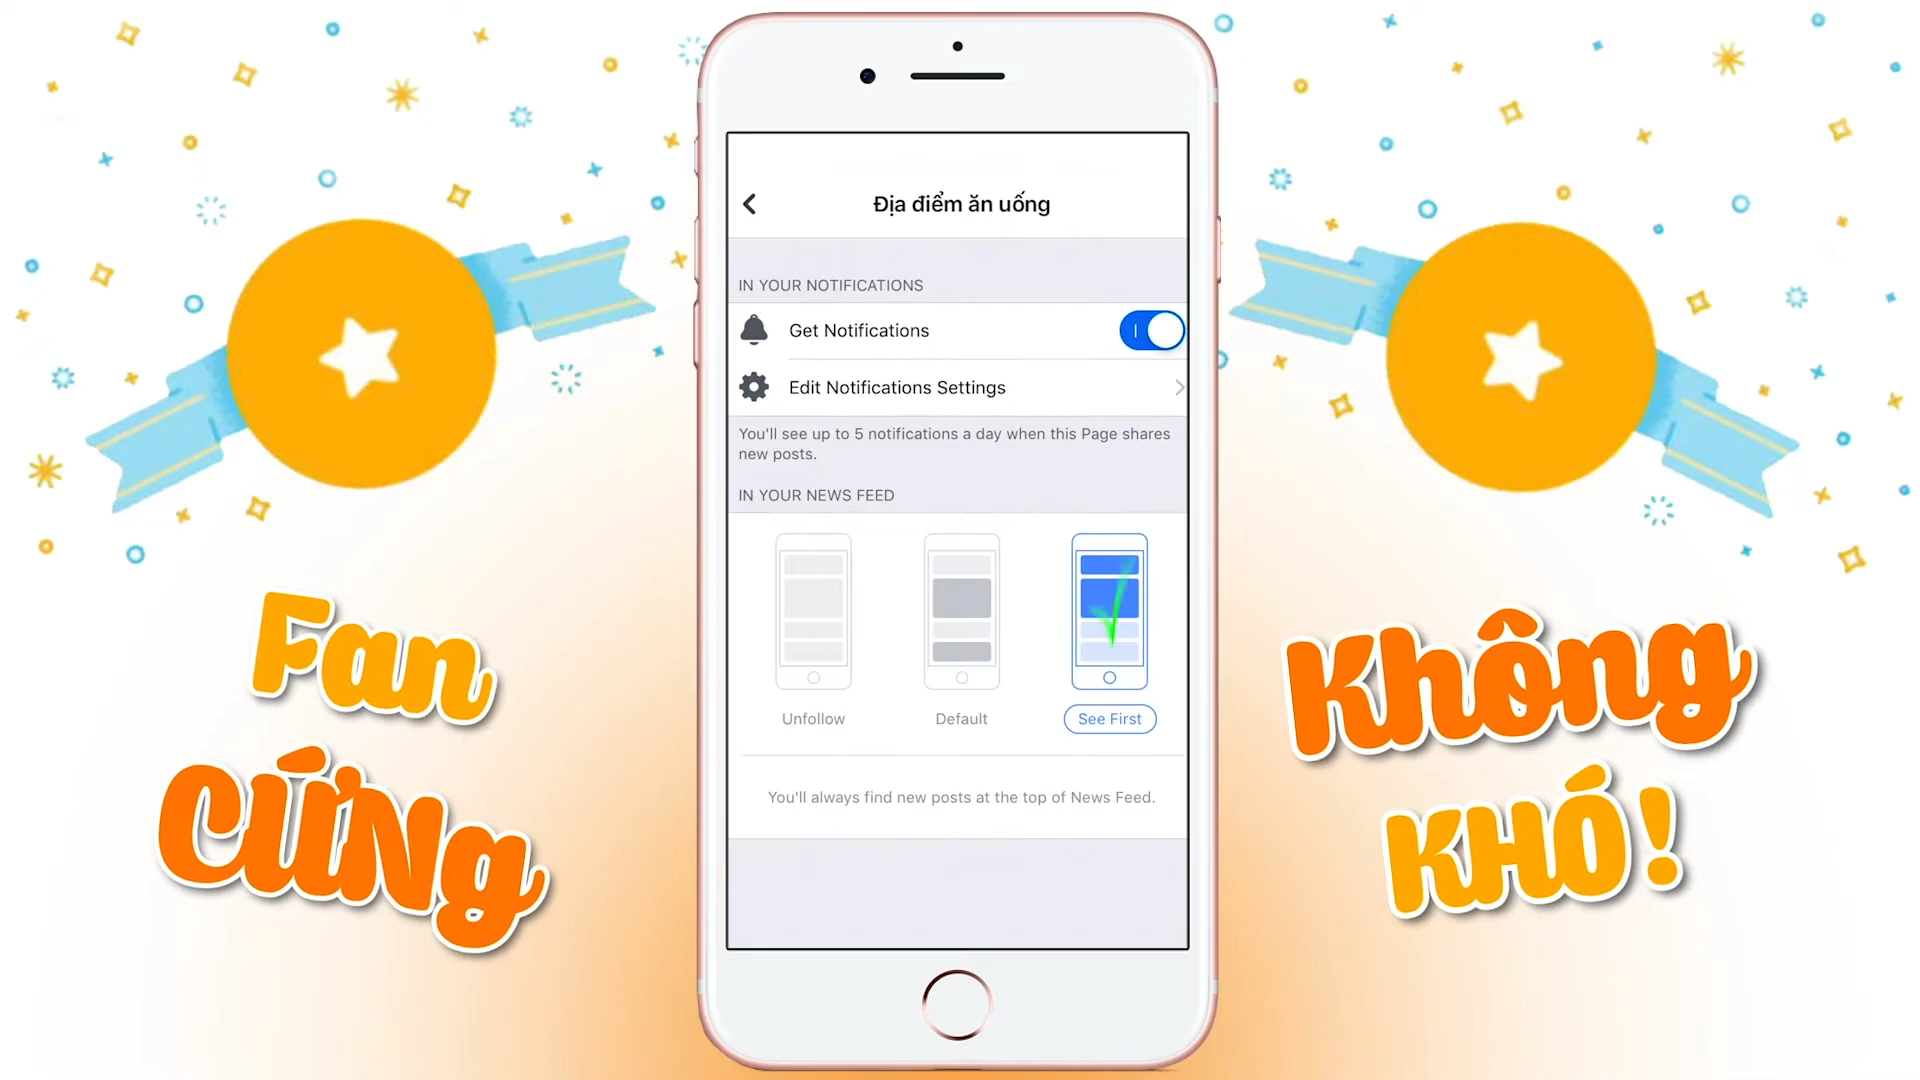 Địa điểm ăn uống
IN YOUR NOTIFICATIONS
Get Notifications
Edit Notifications Settings
You'll see up to 5 notifications a day when this Page shares
new posts.
IN YOUR NEWS FEED
Unfollow
Default
See First
You'll always find new posts at the top of News Feed.
Fan
CỨNg
Không
KHÓ!